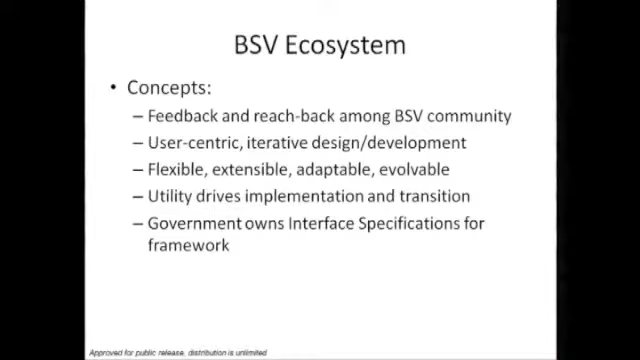 BSV Ecosystem
• Concepts:
– Feedback and reach-back among BSV community
– User-centric, iterative design/development
– Flexible, extensible, adaptable, evolvable
– Utility drives implementation and transition
– Government owns Interface Specifications for
framework
Approved for public release, distribution is unlimited